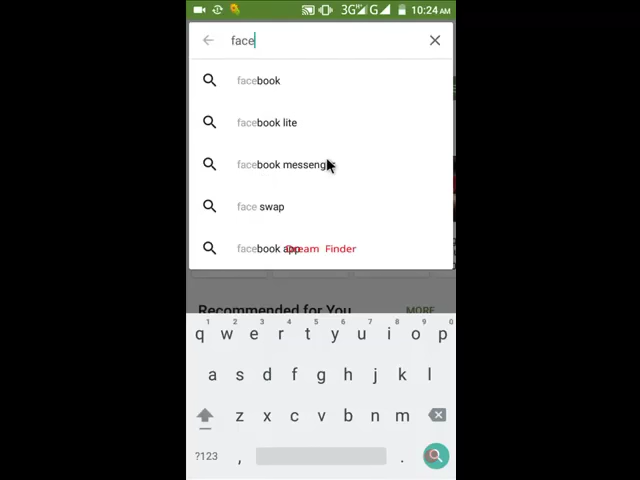 3G H G 10:24 AM
face
facebook
facebook lite
facebook messenge
face swap
facebook app
Dream Finder
Recommended for You MORE
1 2 3 4 5 6 7 8 9 0
q w e r t y u i o p
a s d f g h j k l
z x c v b n m
?123 , .